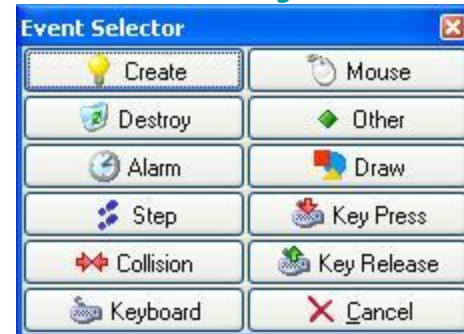 Event Selector
Create
Mouse
Destroy
Other
Alarm
Draw
Step
Key Press
Collision
Key Release
Keyboard
Cancel